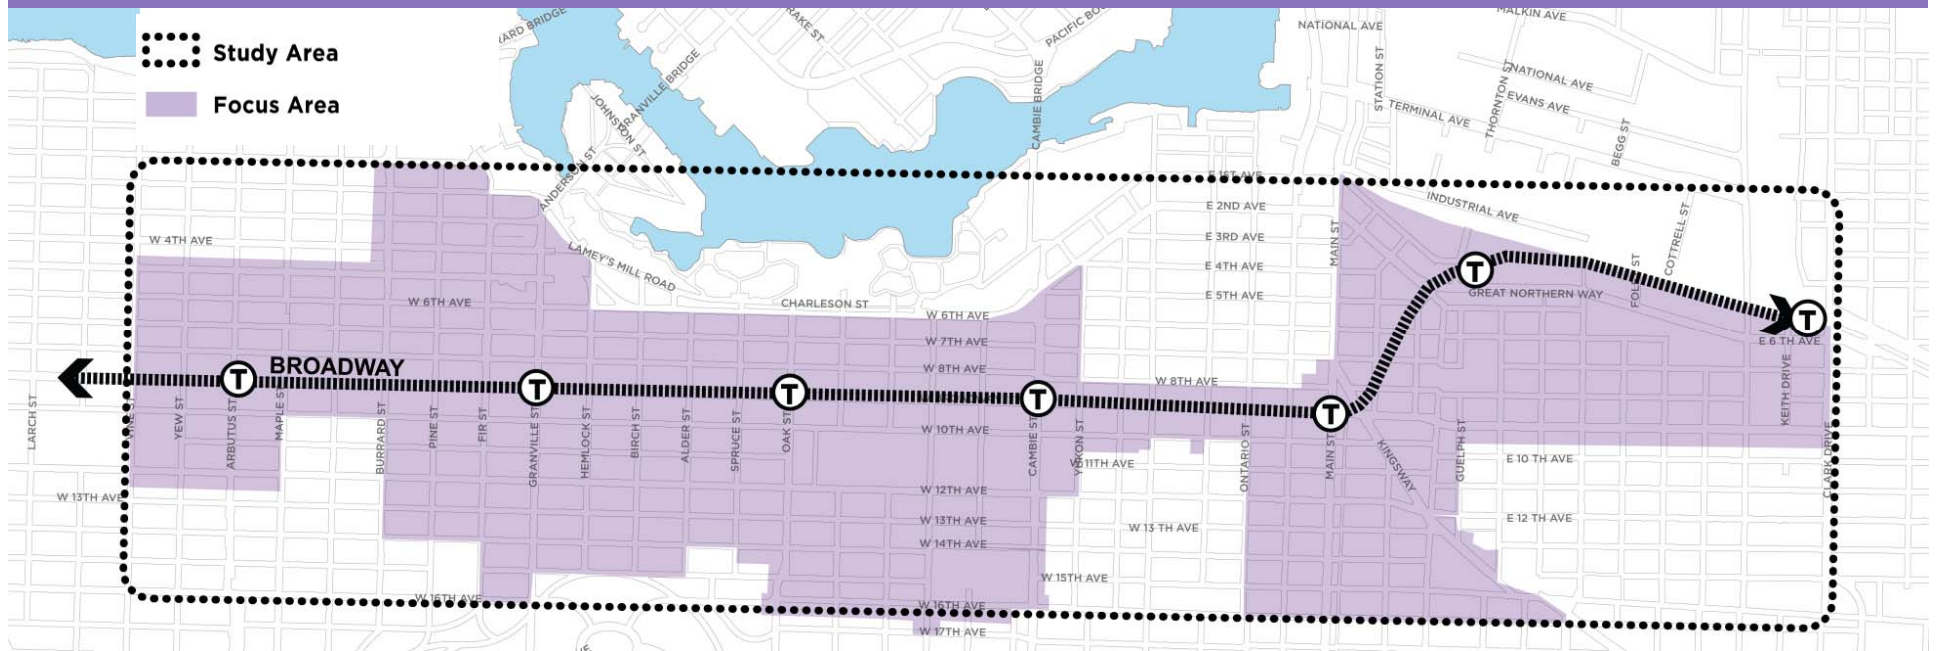 Study Area
Focus Area
DRAKE ST
NATIONAL AVE
MALKIN AVE
STATION ST
THORNTON ST
NATIONAL AVE
EVANS AVE
TERMINAL AVE
BEGG ST
GRANVILLE BRIDGE
JOHNSTON ST
ANDERSON ST
CAMBIE BRIDGE
E 1ST AVE
INDUSTRIAL AVE
COTTRELL ST
E 2ND AVE
MAIN ST
E 3RD AVE
W 4TH AVE
LAMEY'S MILL ROAD
E 4TH AVE
T
GREAT NORTHERN WAY
E 5TH AVE
W 6TH AVE
CHARLESON ST
W 6TH AVE
T
E 6 TH AVE
W 7TH AVE
W 8TH AVE
BROADWAY
W 8TH AVE
T
T
T
T
T
LARCH ST
YEW ST
ARBUTUS ST
MAPLE ST
BURRARD ST
PINE ST
FIR ST
GRANVILLE ST
HEMLOCK ST
BIRCH ST
ALDER ST
SPRUCE ST
OAK ST
W 10TH AVE
CAMBIE ST
YUKON ST
W 11TH AVE
ONTARIO ST
MAIN ST
KINGSWAY
GUELPH ST
KEITH DRIVE
CLARK DRIVE
E 10 TH AVE
W 12TH AVE
W 13TH AVE
W 13TH AVE
W 13 TH AVE
E 12 TH AVE
W 14TH AVE
W 15TH AVE
W 16TH AVE
W 16TH AVE
W 17TH AVE